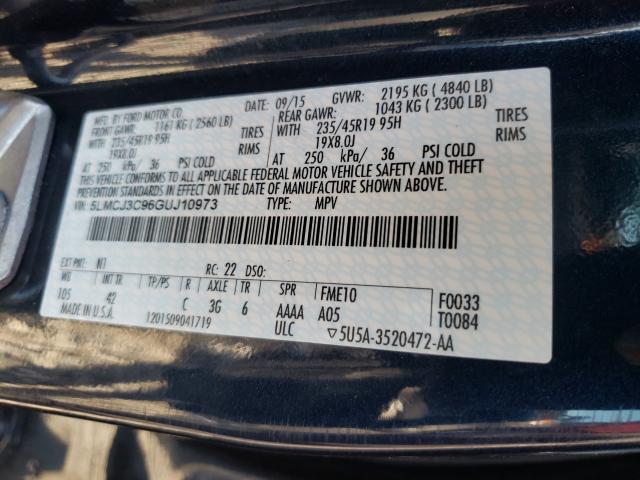 MFD. BY FORD MOTOR CO.
DATE: 09/15 GVWR: 2195 KG ( 4840 LB)
FRONT GAWR: REAR GAWR:
1161 KG ( 2560 LB) 1043 KG ( 2300 LB)
WITH 235/45R19 95H TIRES WITH 235/45R19 95H TIRES
19X8.0J RIMS 19X8.0J RIMS
AT 250 kPa/ 36 PSI COLD AT 250 kPa/ 36 PSI COLD
THIS VEHICLE CONFORMS TO ALL APPLICABLE FEDERAL MOTOR VEHICLE SAFETY AND THEFT
PREVENTION STANDARDS IN EFFECT ON THE DATE OF MANUFACTURE SHOWN ABOVE.
VIN: 5LMCJ3C96GUJ10973 TYPE: MPV
EXT PNT: N1 RC: 22 DSO:
WB INT TR TP/PS R AXLE TR SPR FME10 F0033
105 42 C 3G 6 AAAA A05 T0084
MADE IN U.S.A. 1201509041719 ULC ▽5U5A-3520472-AA